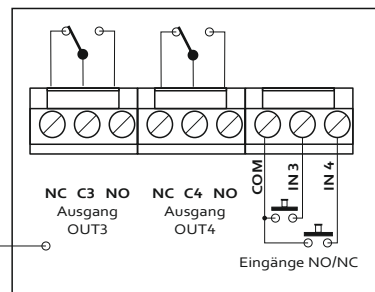 NC C3 NO
Ausgang
OUT3
NC C4 NO
Ausgang
OUT4
COM
IN 3
IN 4
Eingänge NO/NC